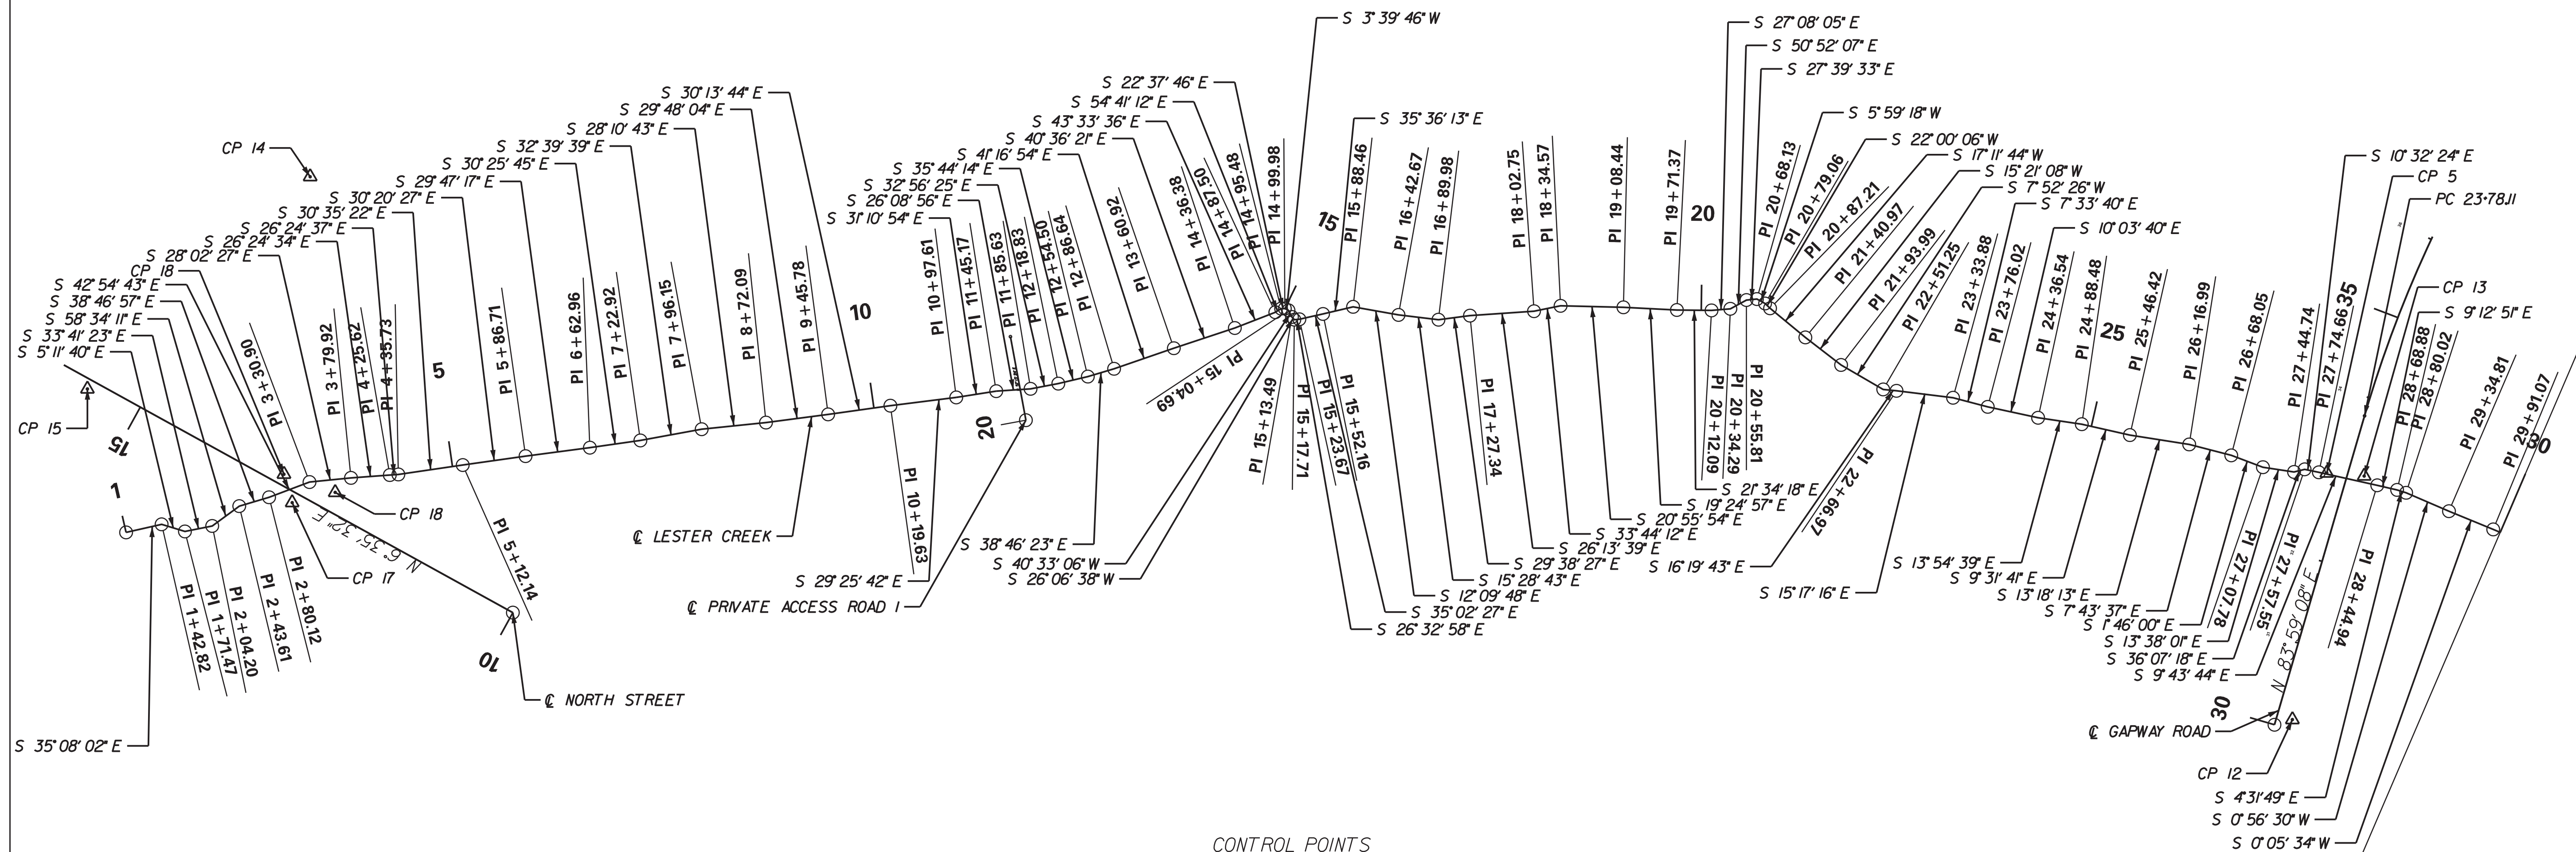 S 3°39'46" W
S 27°08'05" E
S 50°52'07" E
S 27°39'33" E
S 22°37'46" E
S 54°41'12" E
S 43°33'36" E
S 40°36'21" E
S 41°16'54" E
S 35°44'14" E
S 32°56'25" E
S 26°08'56" E
S 31°10'54" E
S 30°13'44" E
S 29°48'04" E
S 28°10'43" E
S 32°39'39" E
S 30°25'45" E
S 29°47'17" E
S 30°20'27" E
S 30°35'22" E
S 26°24'37" E
S 26°24'34" E
S 28°02'27" E
CP 14
CP 18
S 42°54'43" E
S 38°46'57" E
S 58°34'11" E
S 33°41'23" E
S 5°11'40" E
CP 15
S 35°36'13" E
S 5°59'18" W
S 22°00'06" W
S 17°11'44" W
S 15°21'08" W
S 7°52'26" W
S 7°33'40" E
S 10°03'40" E
S 10°32'24" E
CP 5
PC 23+78.11
CP 13
S 9°12'51" E
1
15
5
10
20
10
15
20
25
35
30
30
PI 1+42.82
PI 1+71.47
PI 2+04.20
PI 2+43.61
PI 2+80.12
PI 3+30.90
PI 3+79.92
PI 4+25.62
PI 4+35.73
PI 5+12.14
PI 5+86.71
PI 6+62.96
PI 7+22.92
PI 7+96.15
PI 8+72.09
PI 9+45.78
PI 10+19.63
PI 10+97.61
PI 11+45.17
PI 11+85.63
PI 12+18.83
PI 12+54.50
PI 12+86.64
PI 13+60.92
PI 14+36.38
PI 14+87.50
PI 14+95.48
PI 14+99.98
PI 15+04.69
PI 15+13.49
PI 15+17.71
PI 15+23.67
PI 15+52.16
PI 15+88.46
PI 16+42.67
PI 16+89.98
PI 17+27.34
PI 18+02.75
PI 18+34.57
PI 19+08.44
PI 19+71.37
PI 20+12.09
PI 20+34.29
PI 20+55.81
PI 20+68.13
PI 20+79.06
PI 20+87.21
PI 21+40.97
PI 21+93.99
PI 22+51.25
PI 22+66.97
PI 23+33.88
PI 23+76.02
PI 24+36.54
PI 24+88.48
PI 25+46.42
PI 26+16.99
PI 26+68.05
PI 27+07.78
PI 27+44.74
PI 27+57.55
PI 27+74.66
PI 28+44.94
PI 28+68.88
PI 28+80.02
PI 29+34.81
PI 29+91.07
N 6°35'32" E
CP 18
CP 17
℄ LESTER CREEK
S 38°46'23" E
S 40°33'06" W
S 26°06'38" W
S 29°25'42" E
℄ PRIVATE ACCESS ROAD 1
℄ NORTH STREET
S 35°08'02" E
S 21°34'18" E
S 19°24'57" E
S 20°55'54" E
S 33°44'12" E
S 26°13'39" E
S 29°38'27" E
S 15°28'43" E
S 12°09'48" E
S 35°02'27" E
S 26°32'58" E
S 16°19'43" E
S 15°17'16" E
S 13°54'39" E
S 9°31'41" E
S 13°18'13" E
S 7°43'37" E
S 1°46'00" E
S 13°38'01" E
S 36°07'18" E
S 9°43'44" E
N 83°59'08" E
℄ GAPWAY ROAD
CP 12
S 4°31'49" E
S 0°56'30" W
S 0°05'34" W
CONTROL POINTS